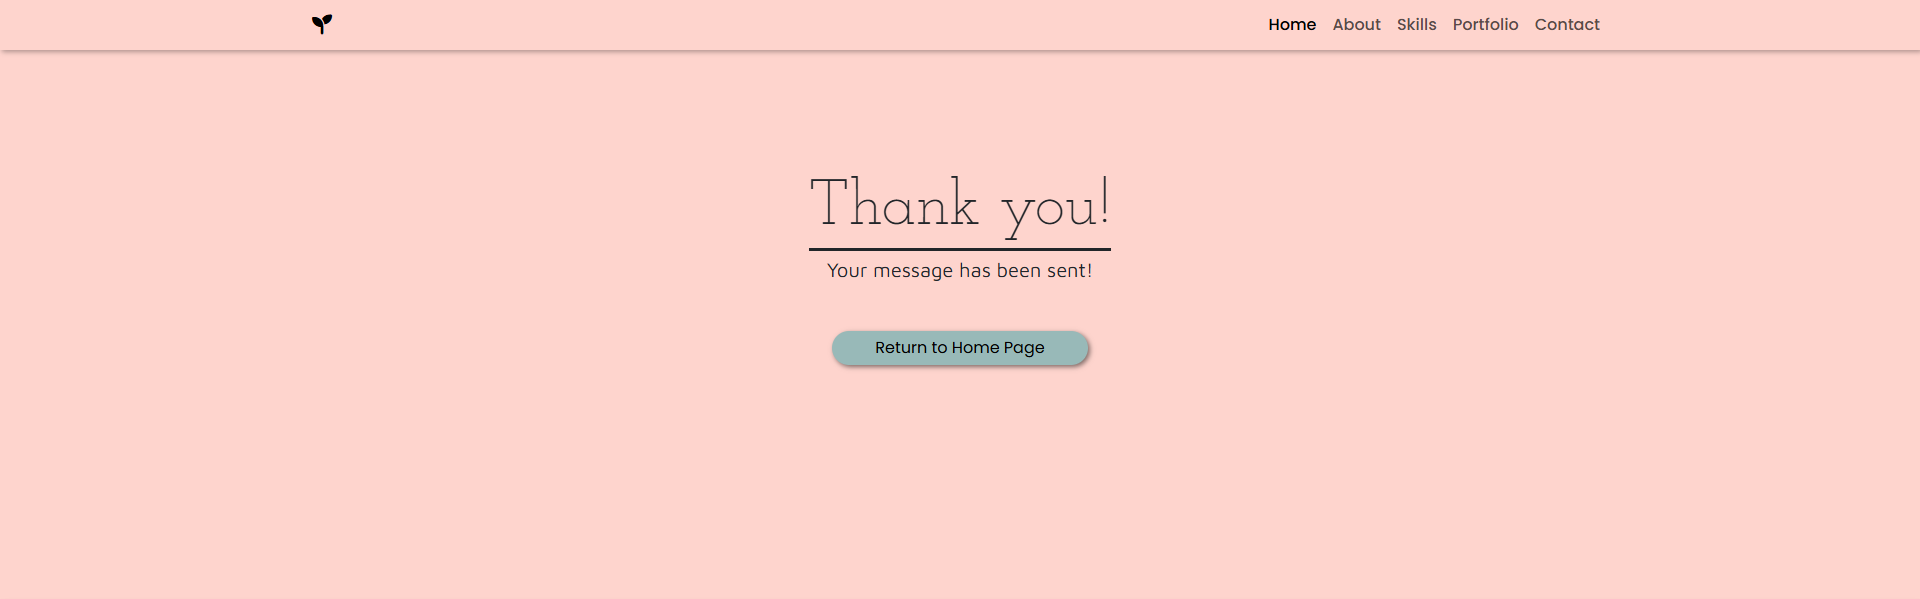 Home About Skills Portfolio Contact
Thank you!
Your message has been sent!
Return to Home Page